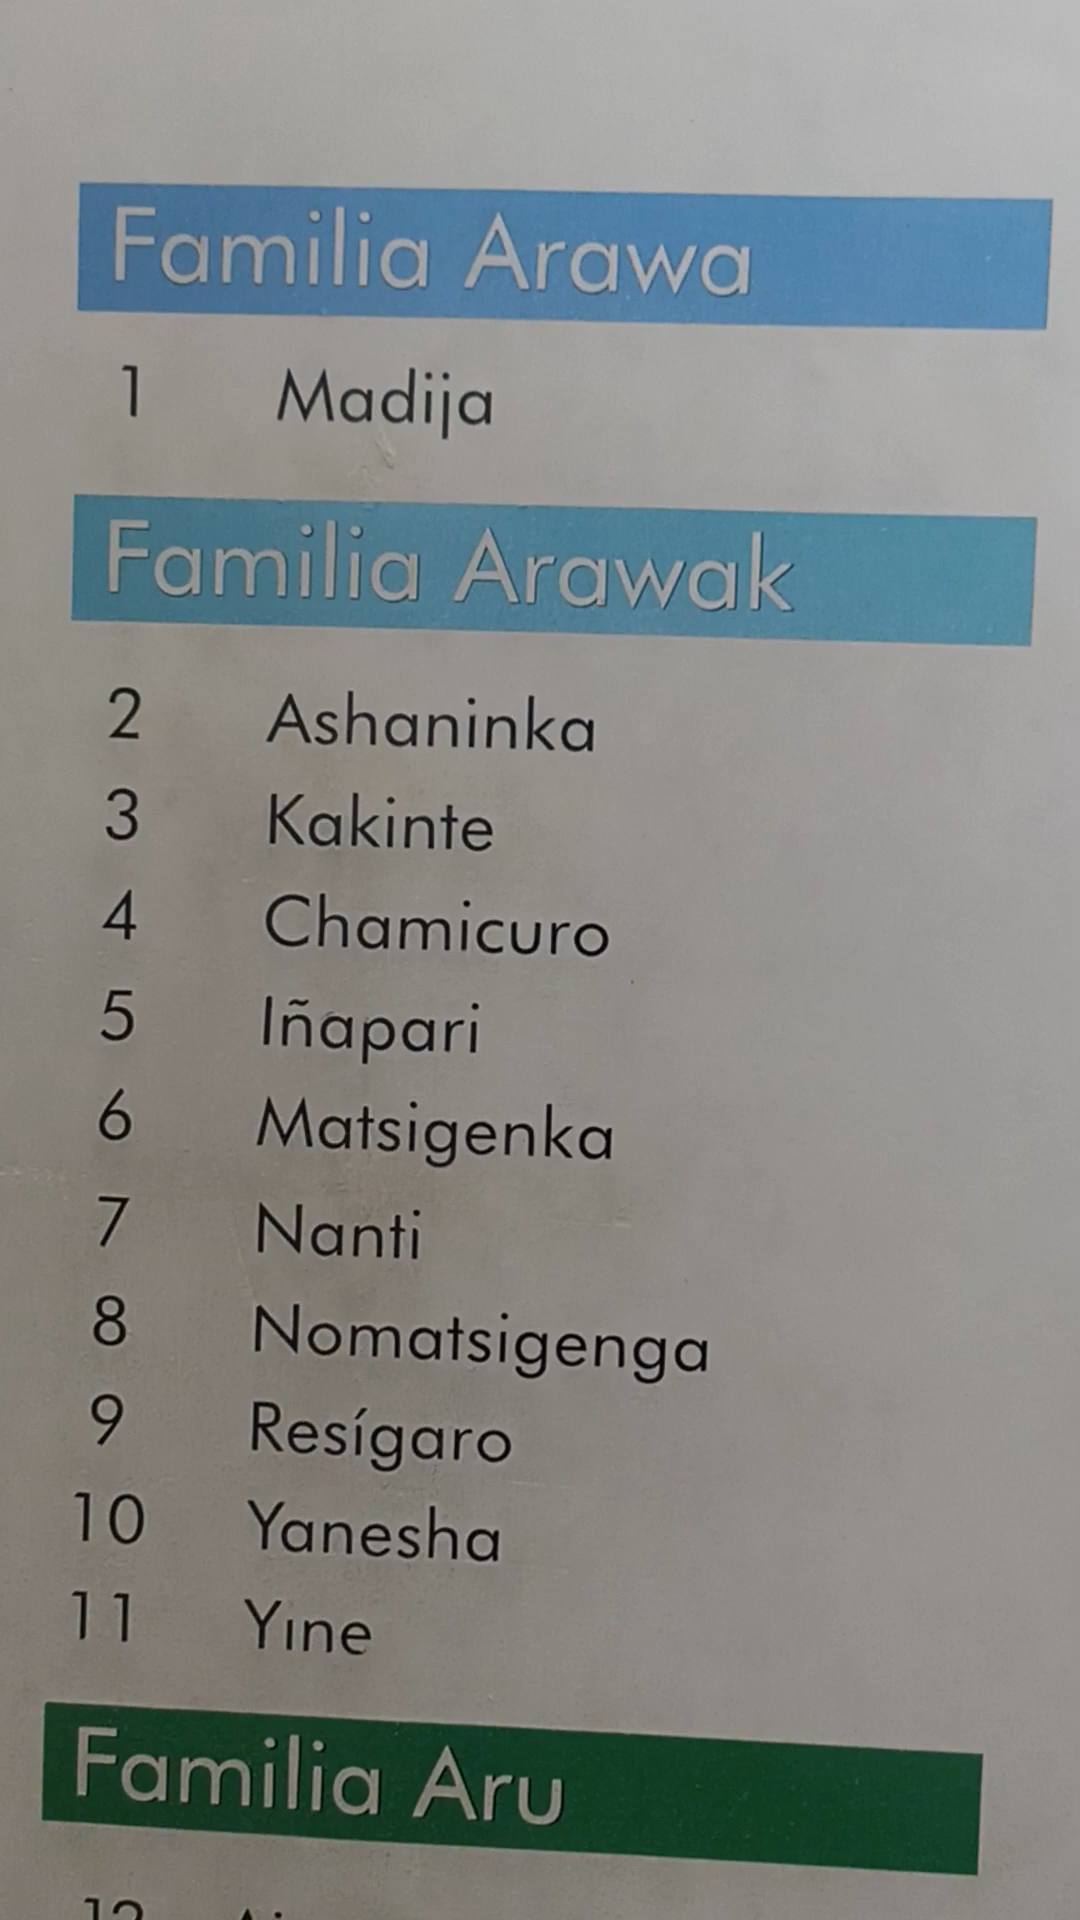 Familia Arawa
1 Madija
Familia Arawak
2 Ashaninka
3 Kakinte
4 Chamicuro
5 Iñapari
6 Matsigenka
7 Nanti
8 Nomatsigenga
9 Resígaro
10 Yanesha
11 Yine
Familia Aru
12